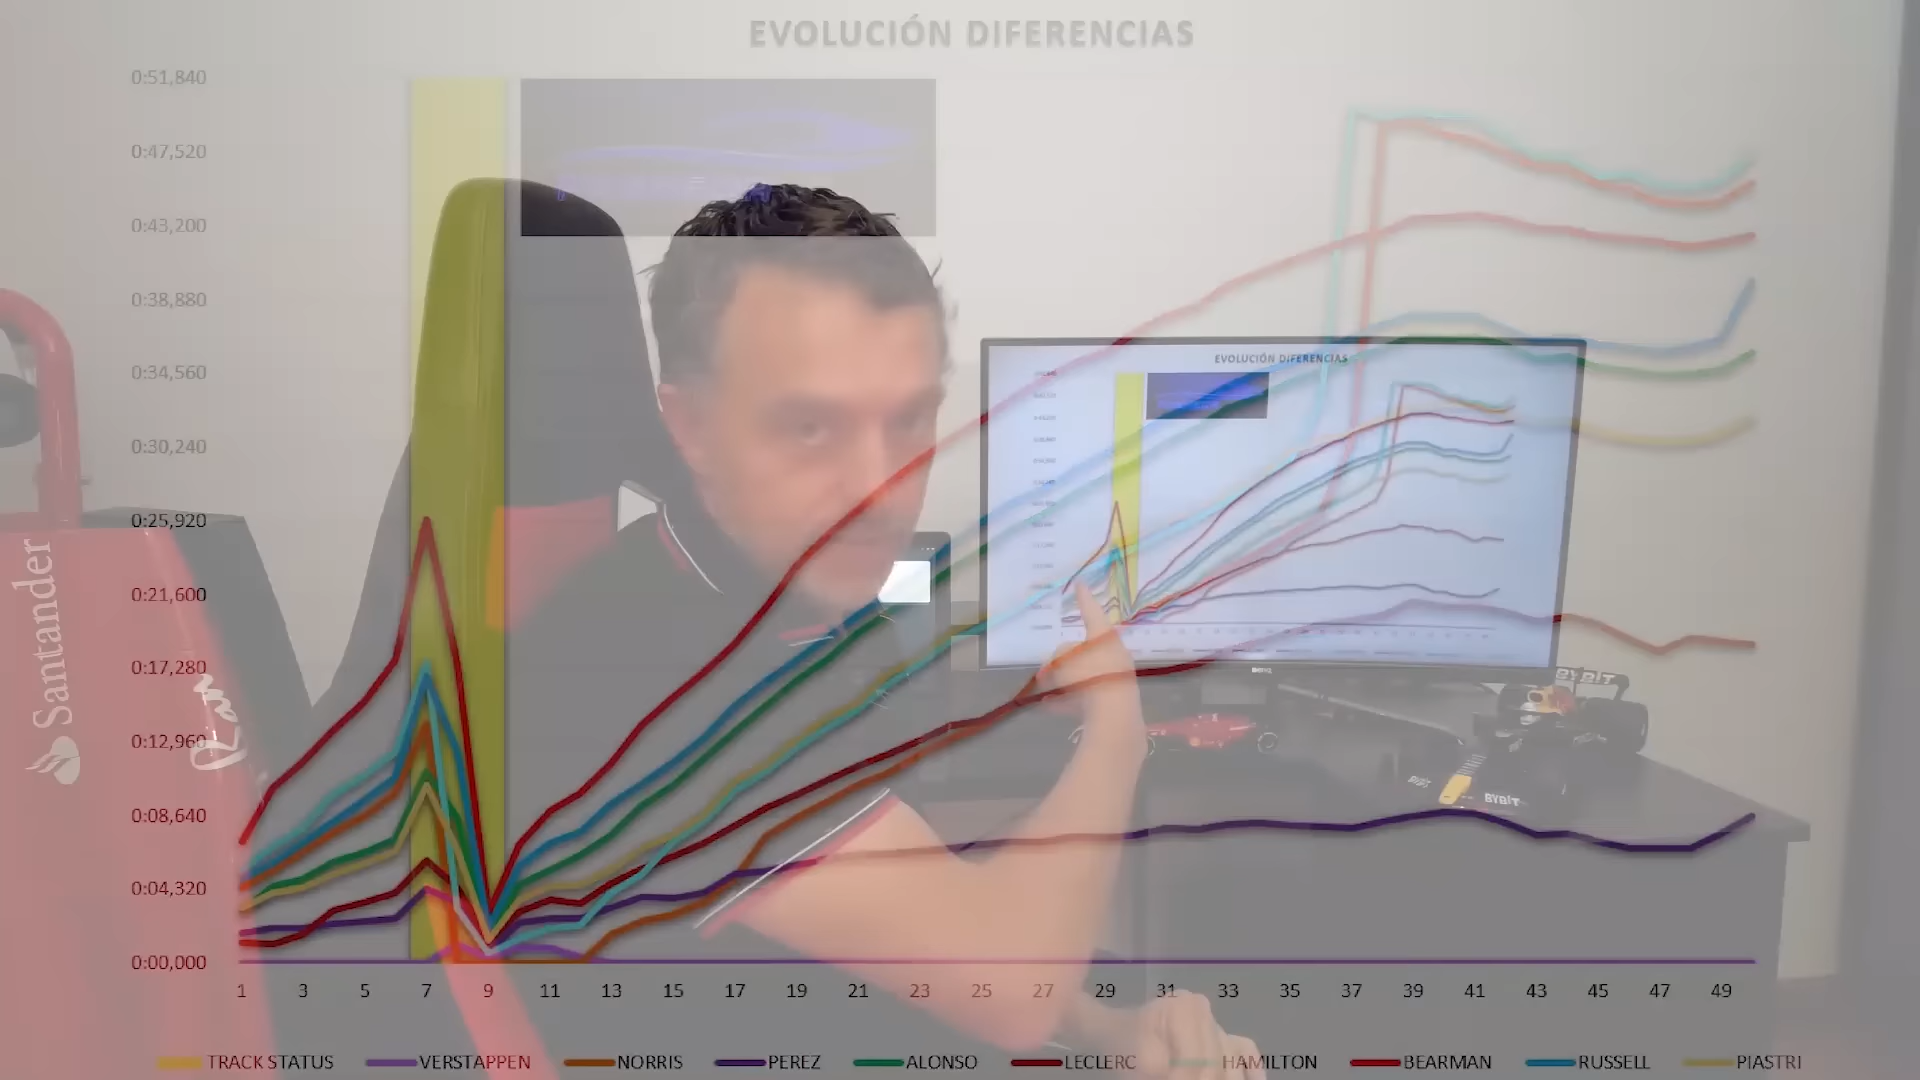 EVOLUCIÓN DIFERENCIAS
0:51,840
0:47,520
0:43,200
0:38,880
0:34,560
0:30,240
0:25,920
0:21,600
0:17,280
0:12,960
0:08,640
0:04,320
0:00,000
1 3 5 7 9 11 13 15 17 19 21 23 25 27 29 31 33 35 37 39 41 43 45 47 49
TRACK STATUS VERSTAPPEN NORRIS PEREZ ALONSO LECLERC HAMILTON BEARMAN RUSSELL PIASTRI
Santander
EVOLUCIÓN DIFERENCIAS
BenQ
BYBIT
BYBIT
BYBIT